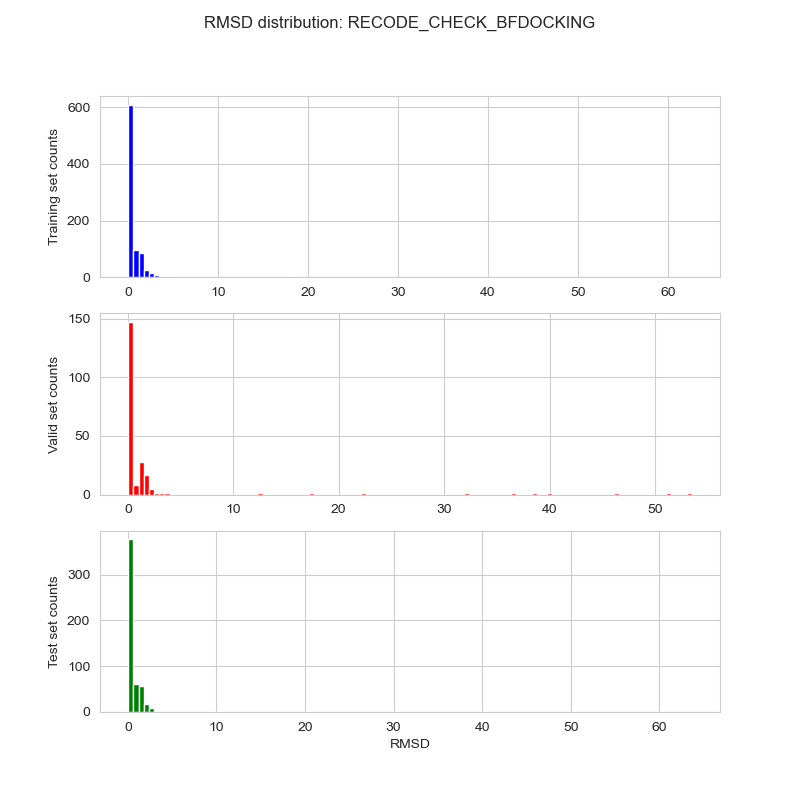 RMSD distribution: RECODE_CHECK_BFDOCKING
Training set counts
600
400
200
0
0 10 20 30 40 50 60
Valid set counts
150
100
50
0
0 10 20 30 40 50
Test set counts
300
200
100
0
0 10 20 30 40 50 60
RMSD